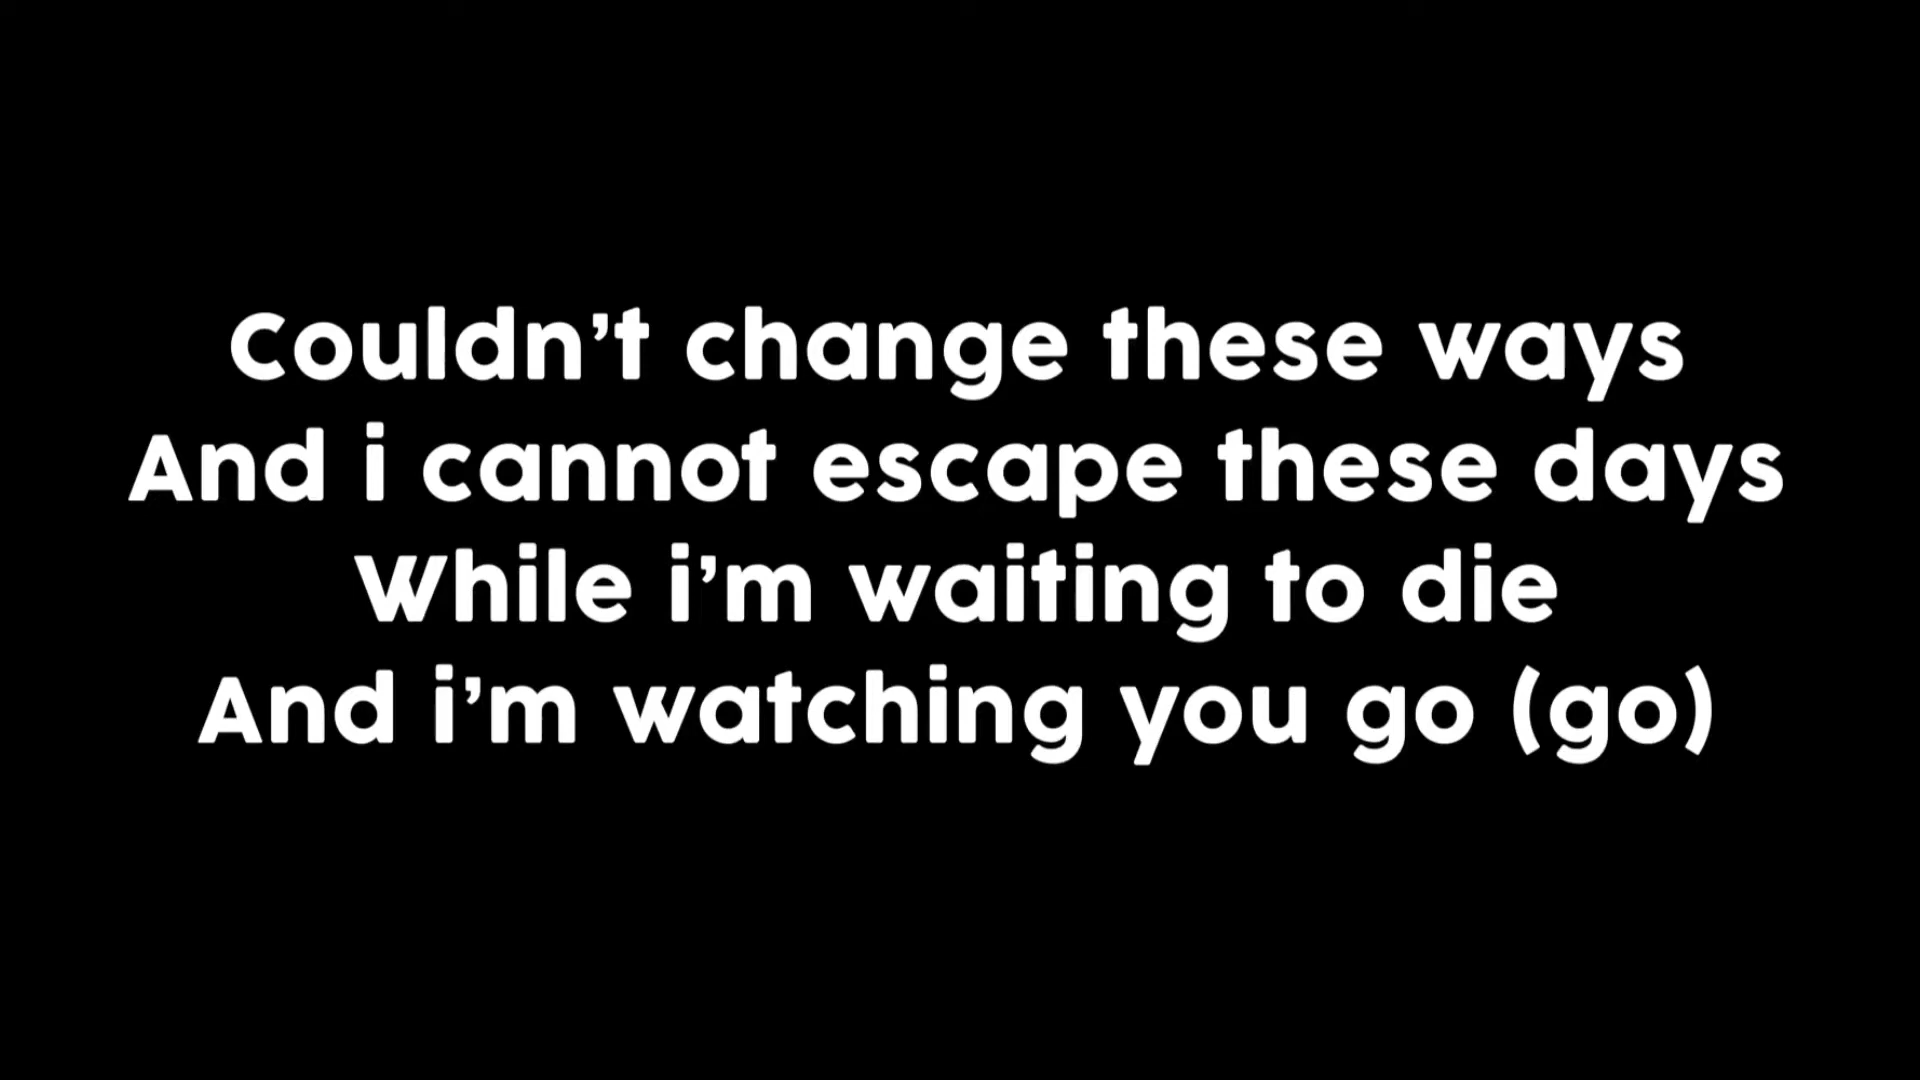 Couldn’t change these ways
And i cannot escape these days
While i’m waiting to die
And i’m watching you go (go)